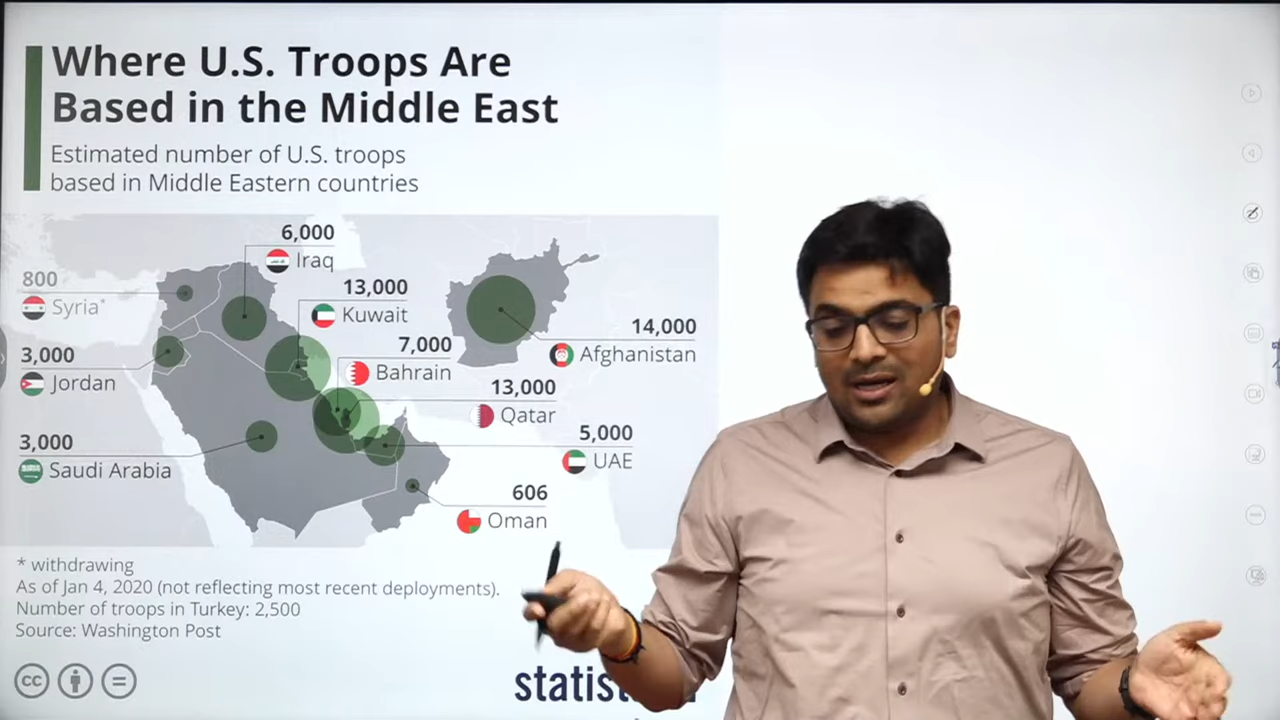 Where U.S. Troops Are
Based in the Middle East
Estimated number of U.S. troops
based in Middle Eastern countries
6,000
Iraq
800
Syria*
13,000
Kuwait
14,000
Afghanistan
3,000
Jordan
7,000
Bahrain
13,000
Qatar
3,000
Saudi Arabia
5,000
UAE
606
Oman
* withdrawing
As of Jan 4, 2020 (not reflecting most recent deployments).
Number of troops in Turkey: 2,500
Source: Washington Post
cc